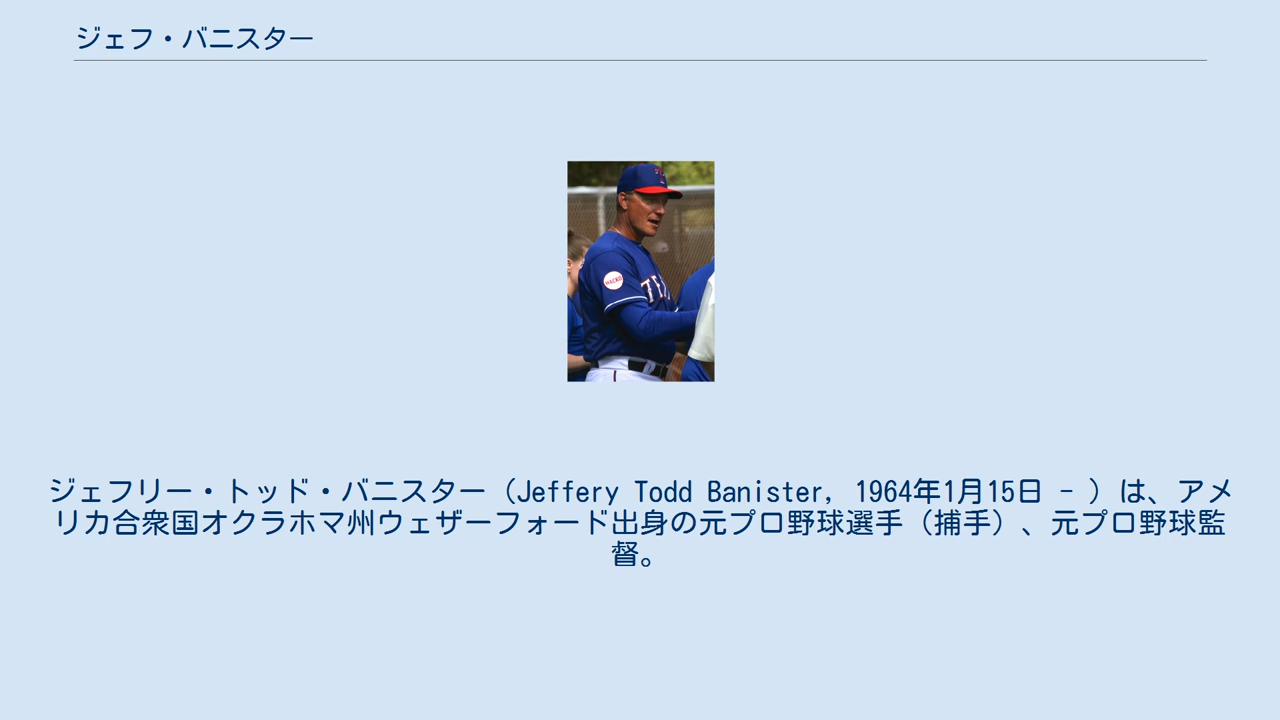 ジェフ・バニスター
ジェフリー・トッド・バニスター（Jeffery Todd Banister, 1964年1月15日 - ）は、アメ
リカ合衆国オクラホマ州ウェザーフォード出身の元プロ野球選手（捕手）、元プロ野球監
督。